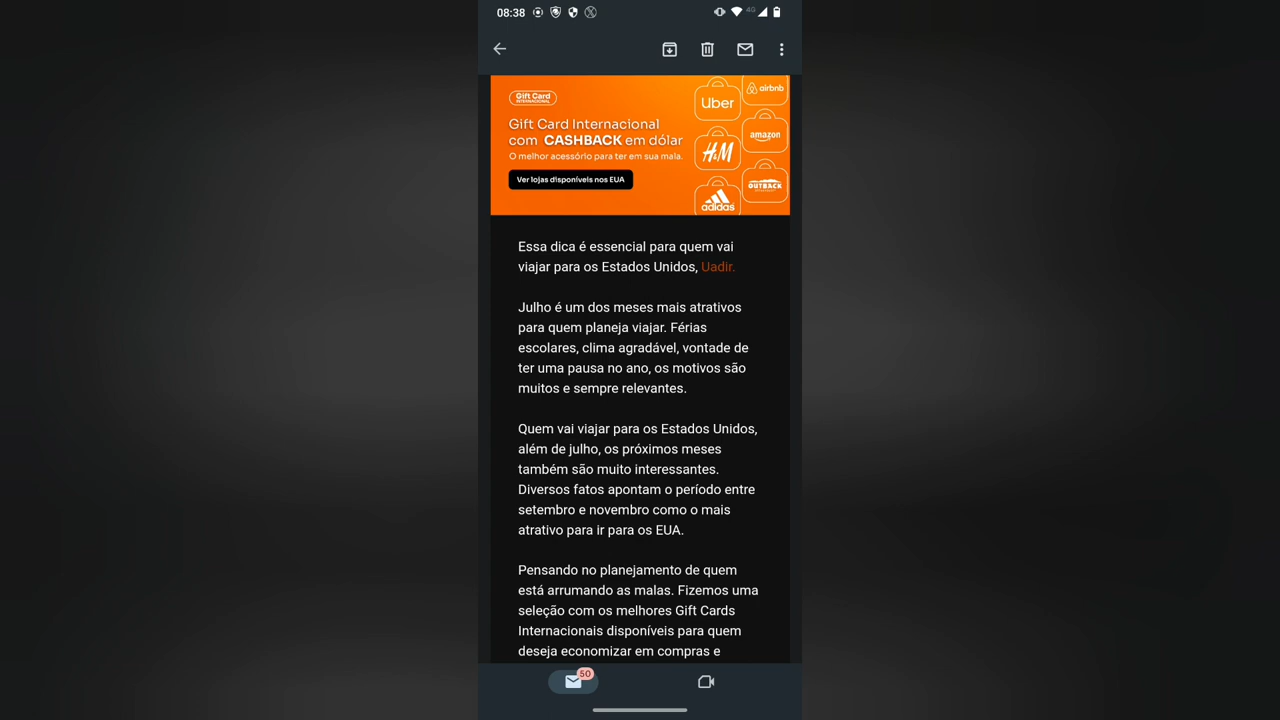 08:38
4G
Gift Card
INTERNACIONAL
Gift Card Internacional
com CASHBACK em dólar
O melhor acessório para ter em sua mala.
Ver lojas disponíveis nos EUA
Uber
airbnb
H&M
amazon
adidas
OUTBACK
Essa dica é essencial para quem vai
viajar para os Estados Unidos, Uadir.
Julho é um dos meses mais atrativos
para quem planeja viajar. Férias
escolares, clima agradável, vontade de
ter uma pausa no ano, os motivos são
muitos e sempre relevantes.
Quem vai viajar para os Estados Unidos,
além de julho, os próximos meses
também são muito interessantes.
Diversos fatos apontam o período entre
setembro e novembro como o mais
atrativo para ir para os EUA.
Pensando no planejamento de quem
está arrumando as malas. Fizemos uma
seleção com os melhores Gift Cards
Internacionais disponíveis para quem
deseja economizar em compras e
50